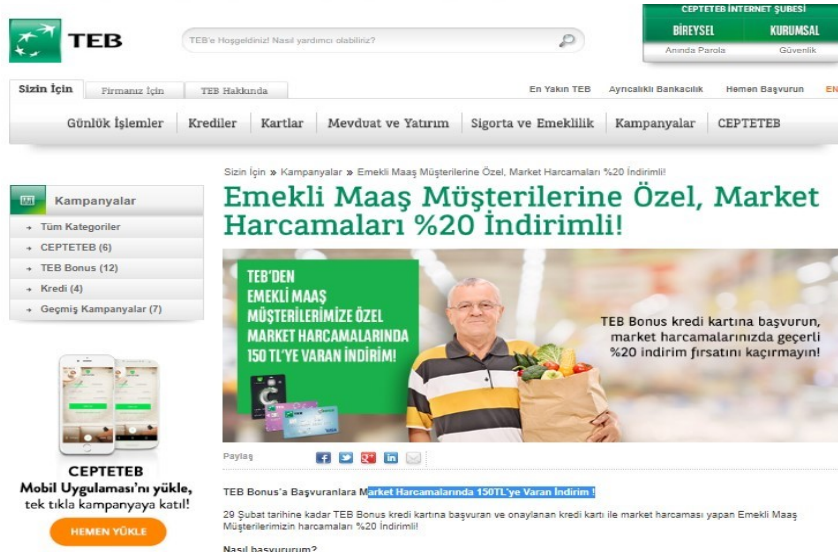 CEPTETEB İNTERNET ŞUBESİ
TEB
TEB'e Hoşgeldiniz! Nasıl yardımcı olabiliriz?
BİREYSEL
KURUMSAL
Anında Parola
Güvenlik
Sizin İçin
Firmanız İçin
TEB Hakkında
En Yakın TEB
Ayrıcalıklı Bankacılık
Hemen Başvurun
EN
Günlük İşlemler
Krediler
Kartlar
Mevduat ve Yatırım
Sigorta ve Emeklilik
Kampanyalar
CEPTETEB
Sizin İçin » Kampanyalar » Emekli Maaş Müşterilerine Özel, Market Harcamaları %20 İndirimli!
Kampanyalar
Tüm Kategoriler
CEPTETEB (6)
TEB Bonus (12)
Kredi (4)
Geçmiş Kampanyalar (7)
Emekli Maaş Müşterilerine Özel, Market
Harcamaları %20 İndirimli!
TEB'DEN
EMEKLİ MAAŞ
MÜŞTERİLERİMİZE ÖZEL
MARKET HARCAMALARINDA
150 TL'YE VARAN İNDİRİM!
TEB
TEB Bonus kredi kartına başvurun,
market harcamalarınızda geçerli
%20 indirim fırsatını kaçırmayın!
CEPTETEB
Mobil Uygulaması'nı yükle,
tek tıkla kampanyaya katıl!
HEMEN YÜKLE
Paylaş
TEB Bonus'a Başvuranlara Market Harcamalarında 150TL'ye Varan İndirim !
29 Şubat tarihine kadar TEB Bonus kredi kartına başvuran ve onaylanan kredi kartı ile market harcaması yapan Emekli Maaş
Müşterilerimizin harcamaları %20 İndirimli!
Nasıl başvururum?